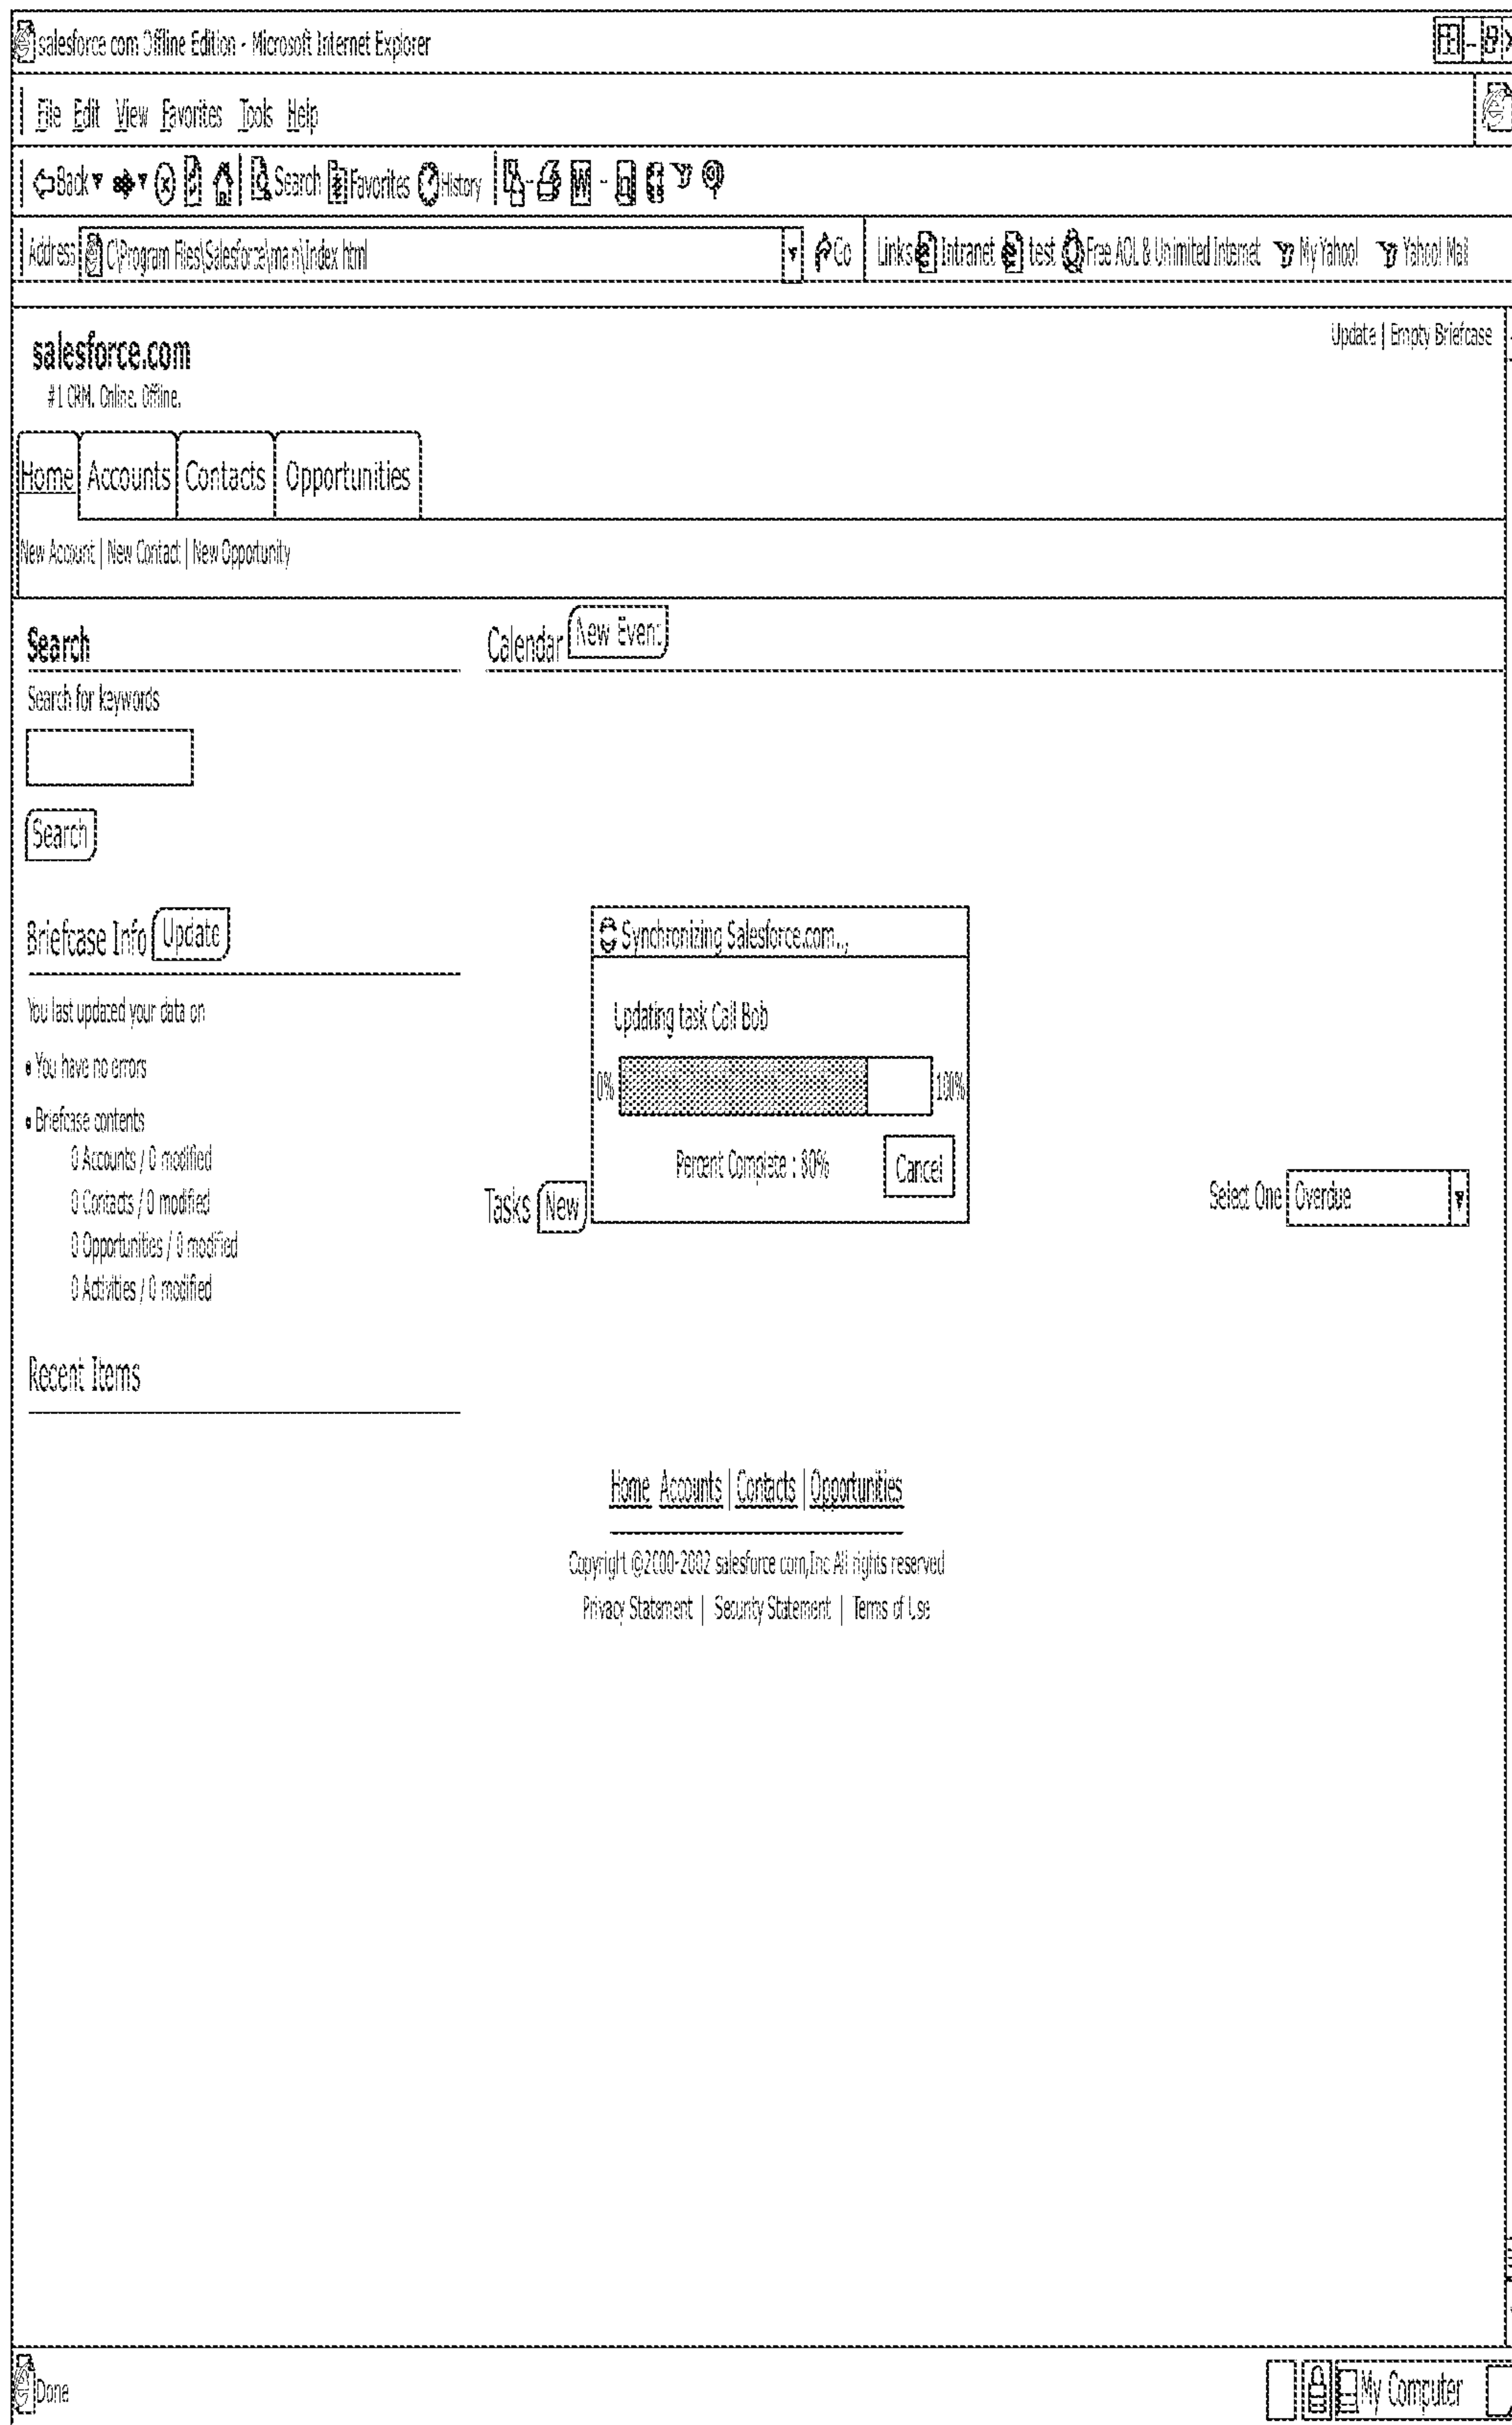 salesforce com Offline Edition - Microsoft Internet Explorer
File Edit View Favorites Tools Help
Back Search Favorites History W
Address C:\Program Files\Salesforce\main\Index html Go Links Intranet test Free AOL & Unlimited Internet My Yahoo! Yahoo! Mail
Update | Empty Briefcase
salesforce.com
#1 CRM. Online. Offline.
Home Accounts Contacts Opportunities
New Account | New Contact | New Opportunity
Search
Calendar New Event
Search for keywords
Search
Briefcase Info Update
You last updated your data on
• You have no errors
• Briefcase contents
0 Accounts / 0 modified
0 Contacts / 0 modified
0 Opportunities / 0 modified
0 Activities / 0 modified
Synchronizing Salesforce.com..,
Updating task Call Bob
0% 100%
Percent Complete : 80% Cancel
Tasks New
Select One Overdue
Recent Items
Home Accounts | Contacts | Opportunities
Copyright ©2000-2002 salesforce com,Inc All rights reserved
Privacy Statement | Security Statement | Terms of Use
Done
My Computer